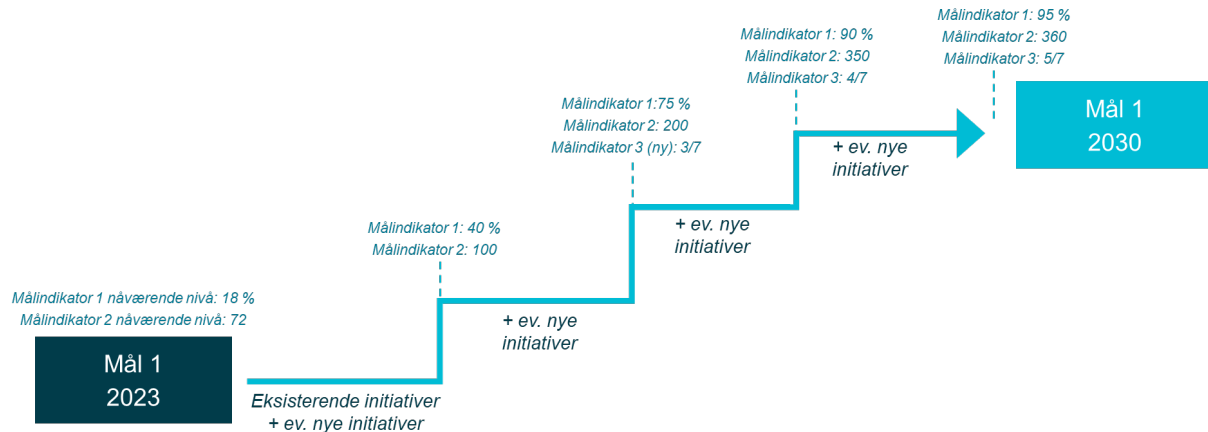 Målindikator 1: 95 %
Målindikator 2: 360
Målindikator 3: 5/7
Målindikator 1: 90 %
Målindikator 2: 350
Målindikator 3: 4/7
Mål 1
2030
Målindikator 1:75 %
Målindikator 2: 200
Målindikator 3 (ny): 3/7
+ ev. nye
initiativer
Målindikator 1: 40 %
Målindikator 2: 100
+ ev. nye
initiativer
Målindikator 1 nåværende nivå: 18 %
Målindikator 2 nåværende nivå: 72
+ ev. nye
initiativer
Mål 1
2023
Eksisterende initiativer
+ ev. nye initiativer